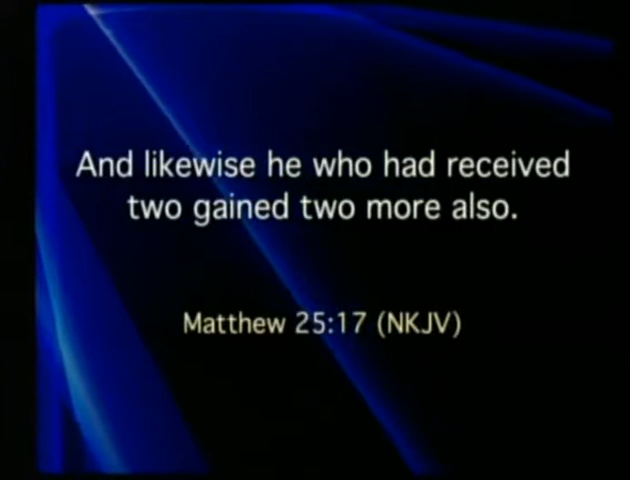 And likewise he who had received
two gained two more also.
Matthew 25:17 (NKJV)